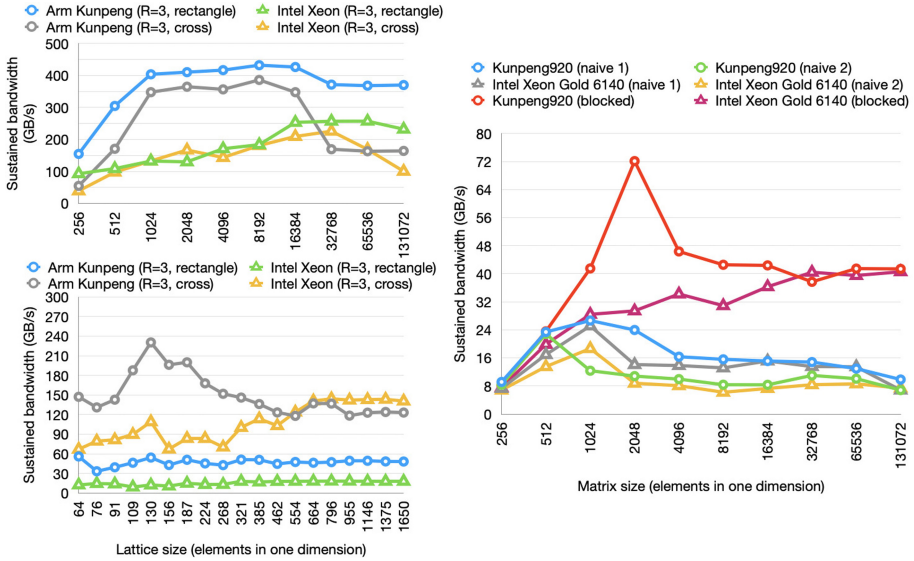 Arm Kunpeng (R=3, rectangle) Intel Xeon (R=3, rectangle)
Arm Kunpeng (R=3, cross) Intel Xeon (R=3, cross)
Sustained bandwidth
(GB/s)
500
400
300
200
100
0
256 512 1024 2048 4096 8192 16384 32768 65536 131072
Arm Kunpeng (R=3, rectangle) Intel Xeon (R=3, rectangle)
Arm Kunpeng (R=3, cross) Intel Xeon (R=3, cross)
Sustained bandwidth (GB/s)
300
270
240
210
180
150
120
90
60
30
0
64 76 91 109 130 156 187 224 268 321 385 462 554 664 796 955 1146 1375 1650
Lattice size (elements in one dimension)
Kunpeng920 (naive 1) Kunpeng920 (naive 2)
Intel Xeon Gold 6140 (naive 1) Intel Xeon Gold 6140 (naive 2)
Kunpeng920 (blocked) Intel Xeon Gold 6140 (blocked)
Sustained bandwidth (GB/s)
80
72
64
56
48
40
32
24
16
8
0
256 512 1024 2048 4096 8192 16384 32768 65536 131072
Matrix size (elements in one dimension)